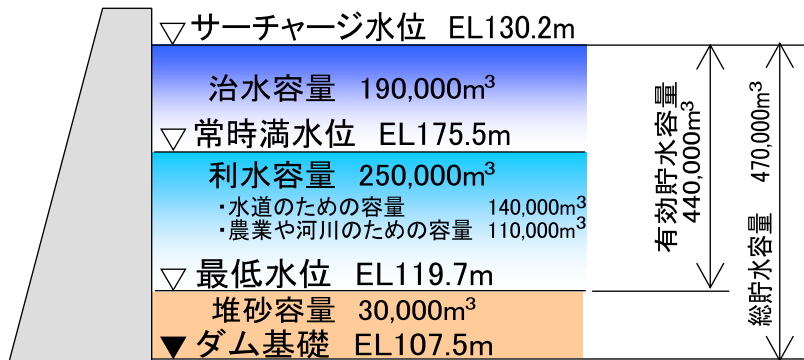 サーチャージ水位 EL130.2m
治水容量 190,000m³
常時満水位 EL175.5m
利水容量 250,000m³
・水道のための容量 140,000m³
・農業や河川のための容量 110,000m³
最低水位 EL119.7m
堆砂容量 30,000m³
ダム基礎 EL107.5m
有効貯水容量
440,000m³
総貯水容量 470,000m³